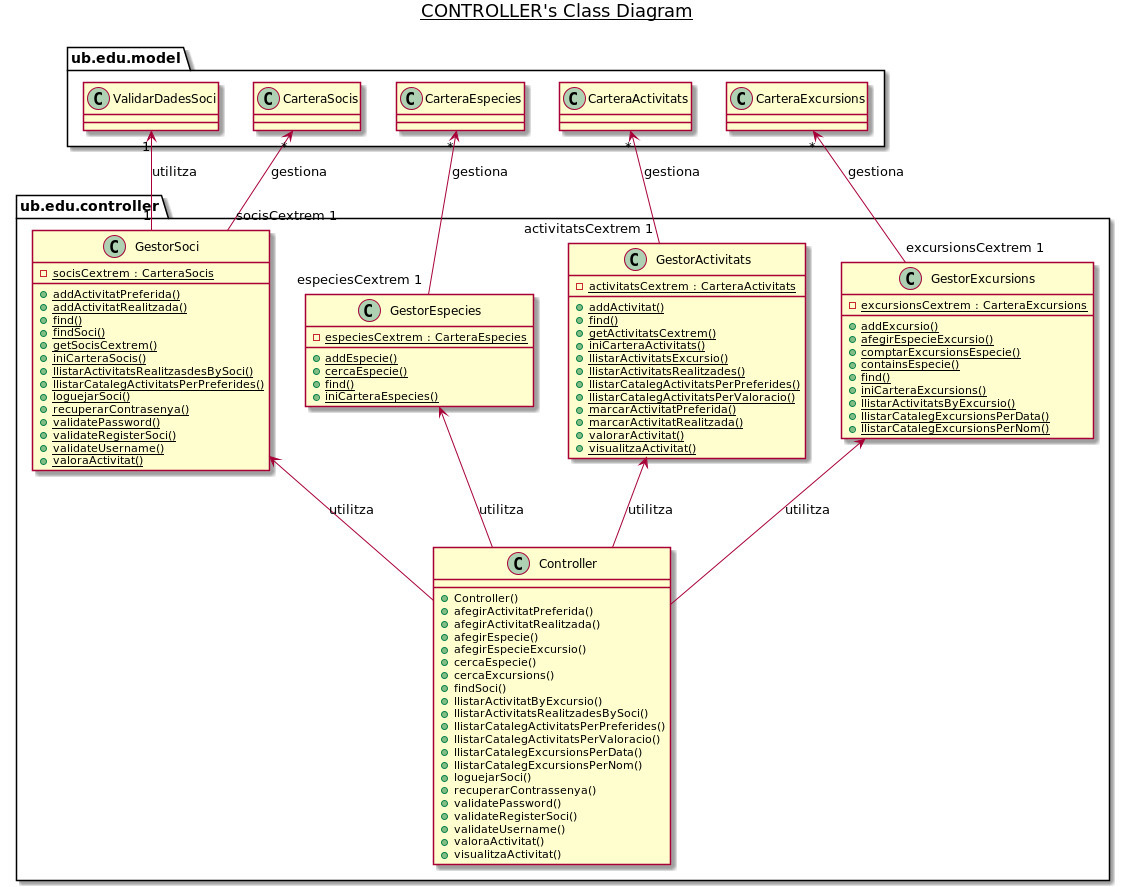 CONTROLLER's Class Diagram
ub.edu.model
C ValidarDadesSoci
C CarteraSocis
C CarteraEspecies
C CarteraActivitats
C CarteraExcursions
1
*
*
*
*
utilitza
gestiona
gestiona
gestiona
gestiona
ub.edu.controller
1
socisCextrem 1
activitatsCextrem 1
excursionsCextrem 1
especiesCextrem 1
C GestorSoci
socisCextrem : CarteraSocis
addActivitatPreferida()
addActivitatRealitzada()
find()
findSoci()
getSocisCextrem()
iniCarteraSocis()
llistarActivitatsRealitzasdesBySoci()
llistarCatalegActivitatsPerPreferides()
loguejarSoci()
recuperarContrasenya()
validatePassword()
validateRegisterSoci()
validateUsername()
valoraActivitat()
C GestorEspecies
especiesCextrem : CarteraEspecies
addEspecie()
cercaEspecie()
find()
iniCarteraEspecies()
C GestorActivitats
activitatsCextrem : CarteraActivitats
addActivitat()
find()
getActivitatsCextrem()
iniCarteraActivitats()
llistarActivitatsExcursio()
llistarActivitatsRealitzades()
llistarCatalegActivitatsPerPreferides()
llistarCatalegActivitatsPerValoracio()
marcarActivitatPreferida()
marcarActivitatRealitzada()
valorarActivitat()
visualitzaActivitat()
C GestorExcursions
excursionsCextrem : CarteraExcursions
addExcursio()
afegirEspecieExcursio()
comptarExcursionsEspecie()
containsEspecie()
find()
iniCarteraExcursions()
llistarActivitatsByExcursio()
llistarCatalegExcursionsPerData()
llistarCatalegExcursionsPerNom()
utilitza
utilitza
utilitza
utilitza
C Controller
Controller()
afegirActivitatPreferida()
afegirActivitatRealitzada()
afegirEspecie()
afegirEspecieExcursio()
cercaEspecie()
cercaExcursions()
findSoci()
llistarActivitatByExcursio()
llistarActivitatsRealitzadesBySoci()
llistarCatalegActivitatsPerPreferides()
llistarCatalegActivitatsPerValoracio()
llistarCatalegExcursionsPerData()
llistarCatalegExcursionsPerNom()
loguejarSoci()
recuperarContrassenya()
validatePassword()
validateRegisterSoci()
validateUsername()
valoraActivitat()
visualitzaActivitat()